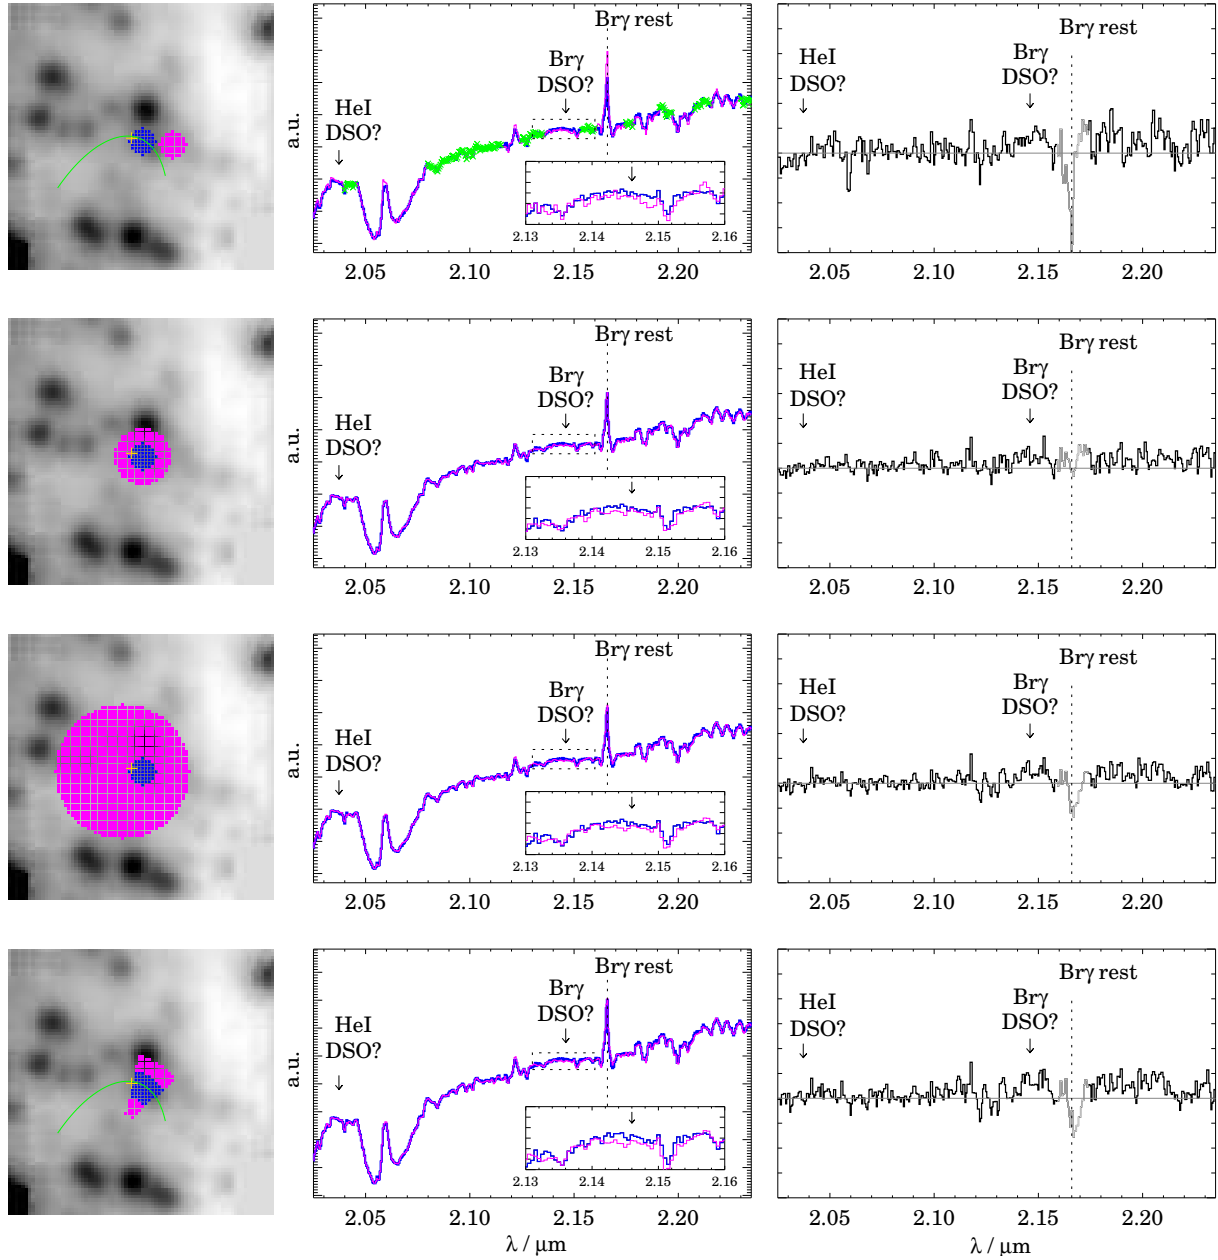 Brγ rest
Brγ
DSO?
HeI
DSO?
a.u.
2.13 2.14 2.15 2.16
2.05 2.10 2.15 2.20
Brγ rest
HeI
DSO?
Brγ
DSO?
2.05 2.10 2.15 2.20
Brγ rest
Brγ
DSO?
HeI
DSO?
a.u.
2.13 2.14 2.15 2.16
2.05 2.10 2.15 2.20
Brγ rest
Brγ
DSO?
HeI
DSO?
2.05 2.10 2.15 2.20
Brγ rest
Brγ
DSO?
HeI
DSO?
a.u.
2.13 2.14 2.15 2.16
2.05 2.10 2.15 2.20
Brγ rest
Brγ
DSO?
HeI
DSO?
2.05 2.10 2.15 2.20
Brγ rest
Brγ
DSO?
HeI
DSO?
a.u.
2.13 2.14 2.15 2.16
2.05 2.10 2.15 2.20
λ / μm
Brγ rest
Brγ
DSO?
HeI
DSO?
2.05 2.10 2.15 2.20
λ / μm